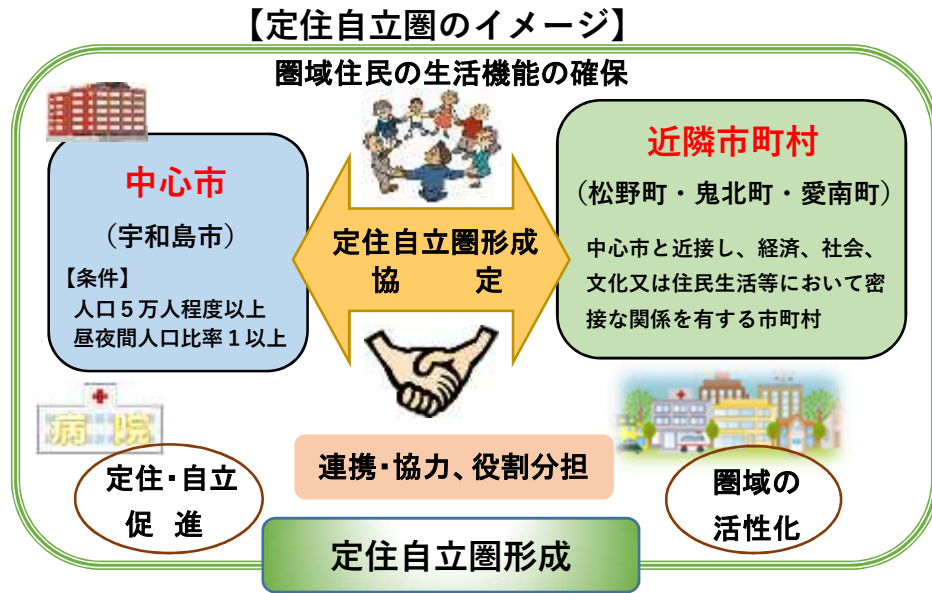 【定住自立圏のイメージ】
圏域住民の生活機能の確保
中心市
（宇和島市）
【条件】
人口５万人程度以上
昼夜間人口比率１以上
定住自立圏形成
協　　定
近隣市町村
（松野町・鬼北町・愛南町）
中心市と近接し、経済、社会、
文化又は住民生活等において密
接な関係を有する市町村
病院
定住・自立
促 進
連携・協力、役割分担
圏域の
活性化
定住自立圏形成